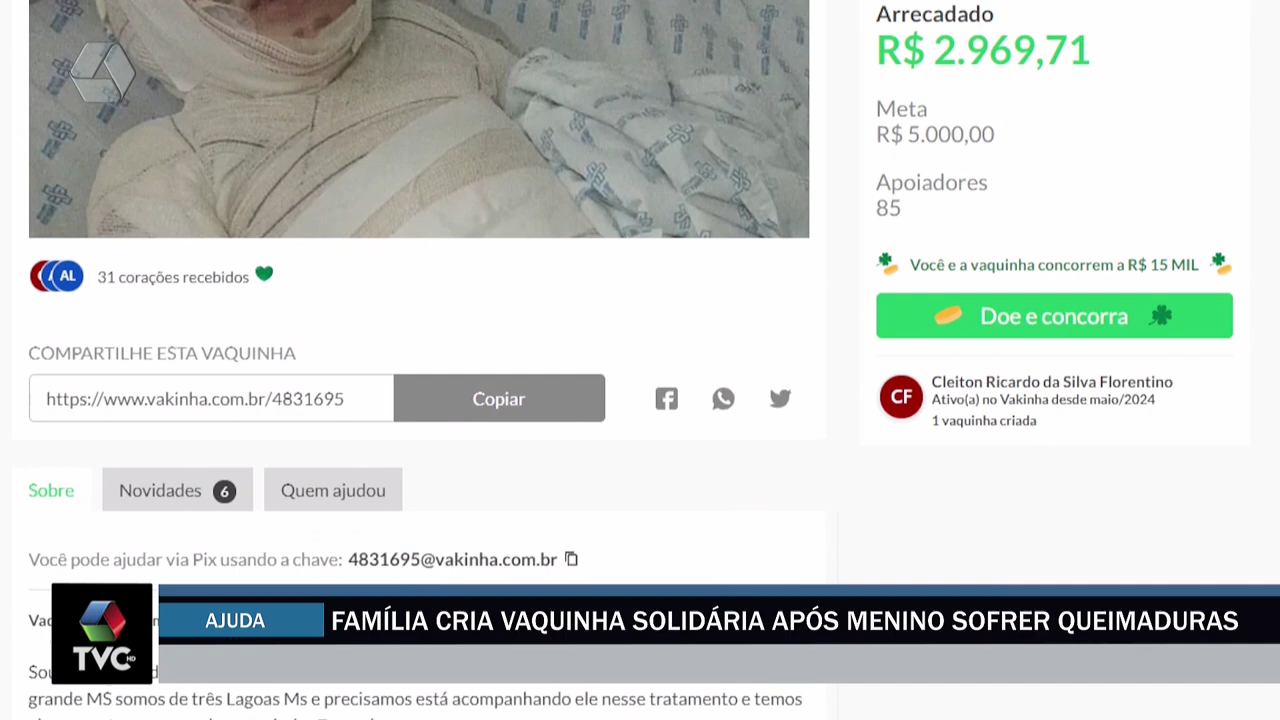 Arrecadado
R$ 2.969,71
Meta
R$ 5.000,00
Apoiadores
85
AL
31 corações recebidos
Você e a vaquinha concorrem a R$ 15 MIL
Doe e concorra
COMPARTILHE ESTA VAQUINHA
https://www.vakinha.com.br/4831695
Copiar
CF
Cleiton Ricardo da Silva Florentino
Ativo(a) no Vakinha desde maio/2024
1 vaquinha criada
Sobre
Novidades 6
Quem ajudou
Você pode ajudar via Pix usando a chave: 4831695@vakinha.com.br
AJUDA
FAMÍLIA CRIA VAQUINHA SOLIDÁRIA APÓS MENINO SOFRER QUEIMADURAS
TVC HD
grande MS somos de três Lagoas Ms e precisamos está acompanhando ele nesse tratamento e temos